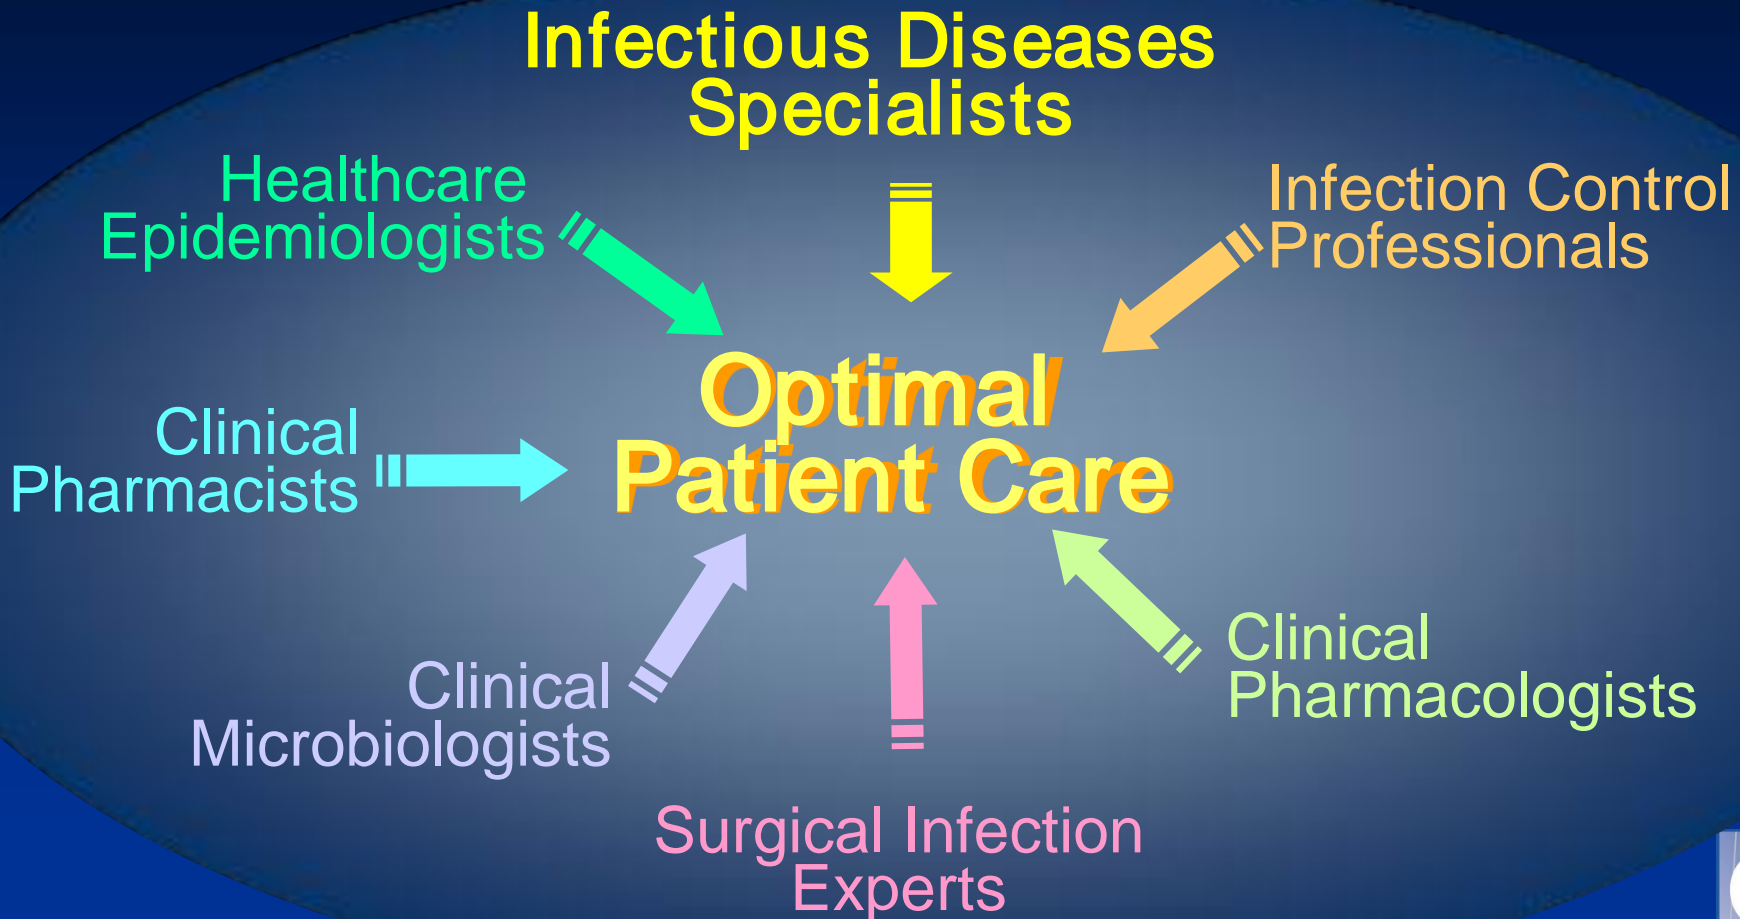 Infectious Diseases
Specialists
Healthcare
Epidemiologists
Infection Control
Professionals
Optimal
Patient Care
Clinical
Pharmacists
Clinical
Pharmacologists
Clinical
Microbiologists
Surgical Infection
Experts